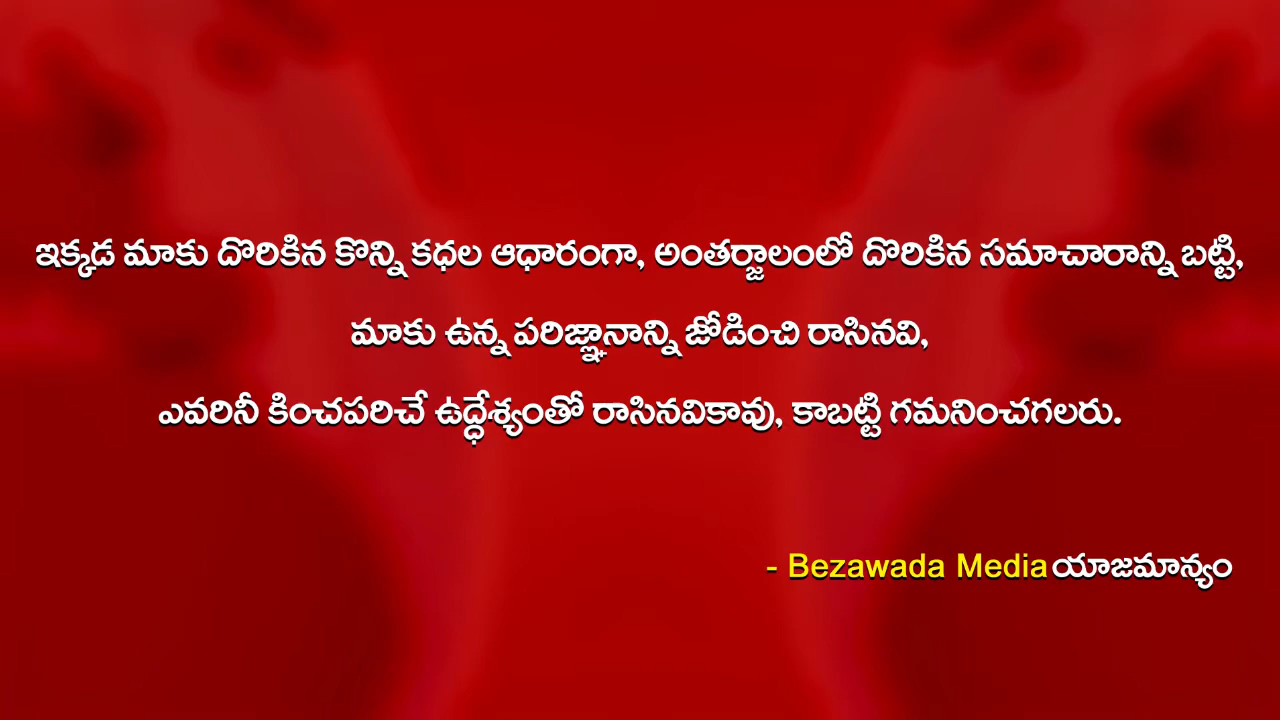 ఇక్కడ మాకు దొరికిన కొన్ని కధల ఆధారంగా, అంతర్జాలంలో దొరికిన సమాచారాన్ని బట్టి,
మాకు ఉన్న పరిజ్ఞానాన్ని జోడించి రాసినవి,
ఎవరినీ కించపరిచే ఉద్ధేశ్యంతో రాసినవికావు, కాబట్టి గమనించగలరు.
- Bezawada Media యాజమాన్యం